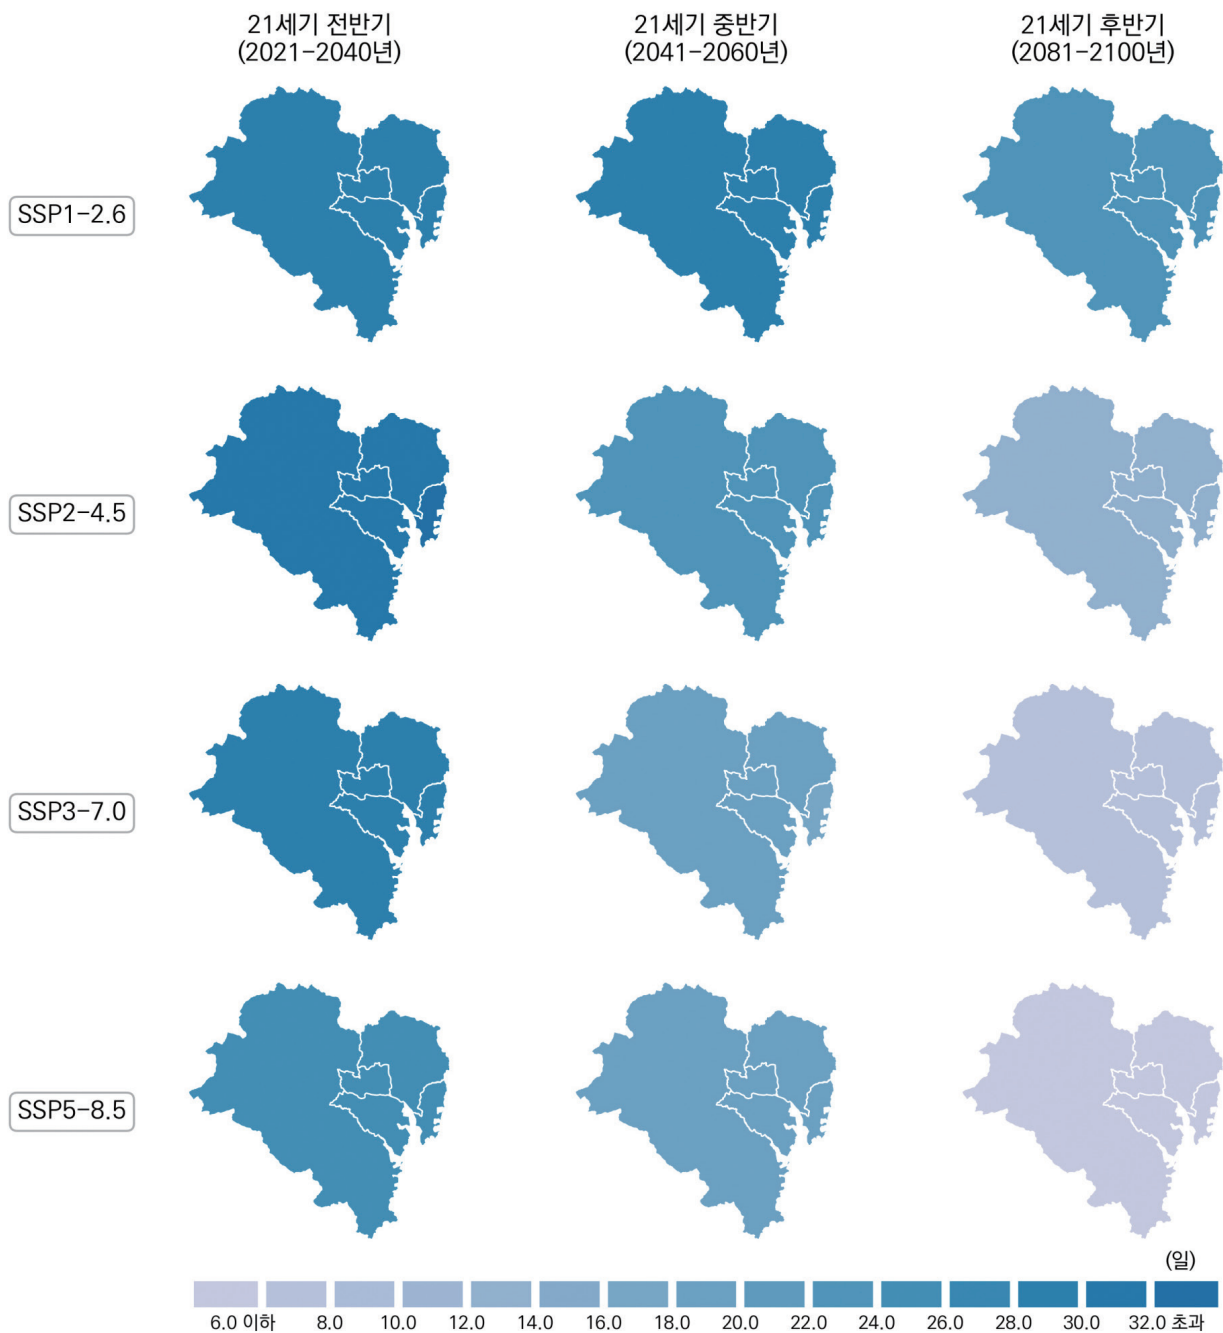 21세기 전반기
(2021-2040년)
21세기 중반기
(2041-2060년)
21세기 후반기
(2081-2100년)
SSP1-2.6
SSP2-4.5
SSP3-7.0
SSP5-8.5
(일)
6.0 이하 8.0 10.0 12.0 14.0 16.0 18.0 20.0 22.0 24.0 26.0 28.0 30.0 32.0 초과